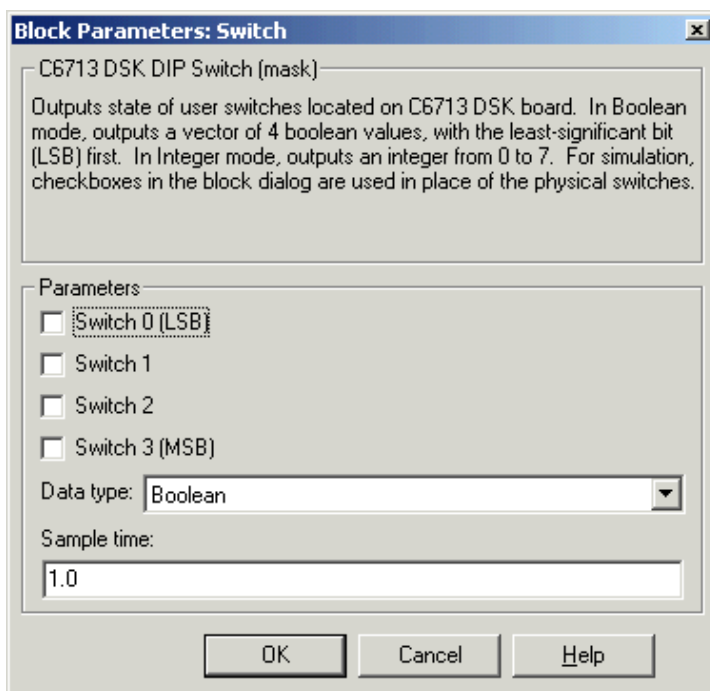 Block Parameters: Switch
C6713 DSK DIP Switch (mask)
Outputs state of user switches located on C6713 DSK board. In Boolean
mode, outputs a vector of 4 boolean values, with the least-significant bit
(LSB) first. In Integer mode, outputs an integer from 0 to 7. For simulation,
checkboxes in the block dialog are used in place of the physical switches.
Parameters
Switch 0 (LSB)
Switch 1
Switch 2
Switch 3 (MSB)
Data type: Boolean
Sample time:
1.0
OK Cancel Help